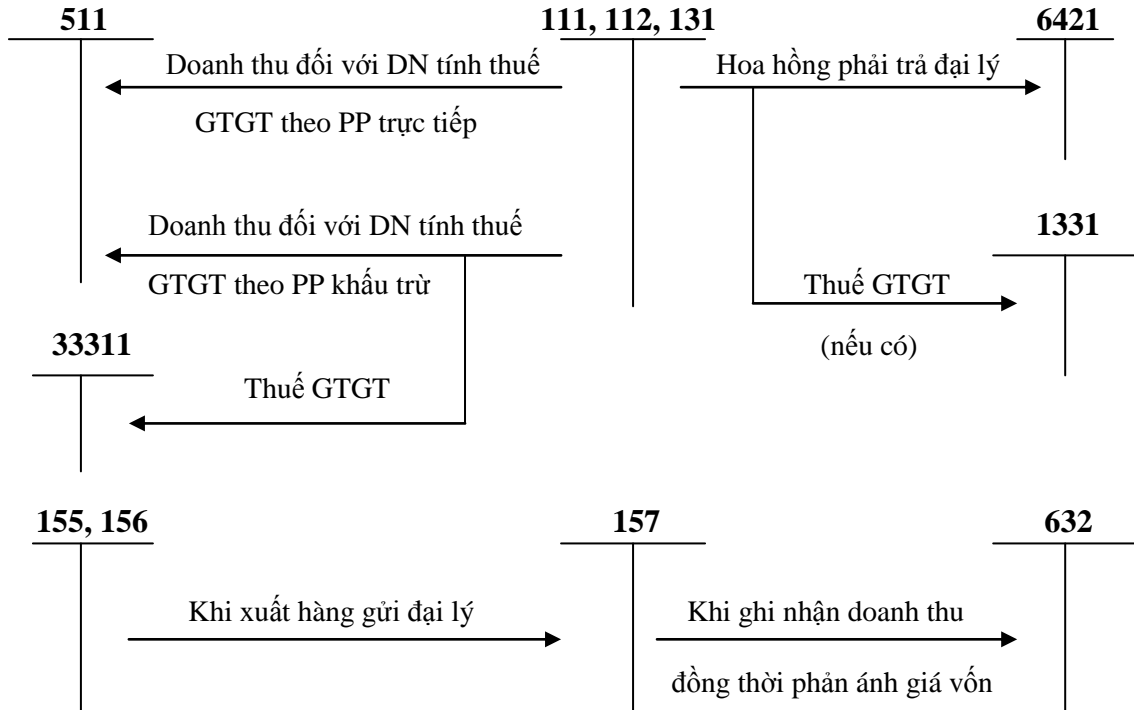 511
111, 112, 131
6421
Doanh thu đối với DN tính thuế
Hoa hồng phải trả đại lý
GTGT theo PP trực tiếp
Doanh thu đối với DN tính thuế
1331
GTGT theo PP khấu trừ
Thuế GTGT
33311
(nếu có)
Thuế GTGT
155, 156
157
632
Khi xuất hàng gửi đại lý
Khi ghi nhận doanh thu
đồng thời phản ánh giá vốn